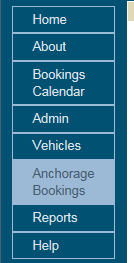 Home
About
Bookings
Calendar
Admin
Vehicles
Anchorage
Bookings
Reports
Help